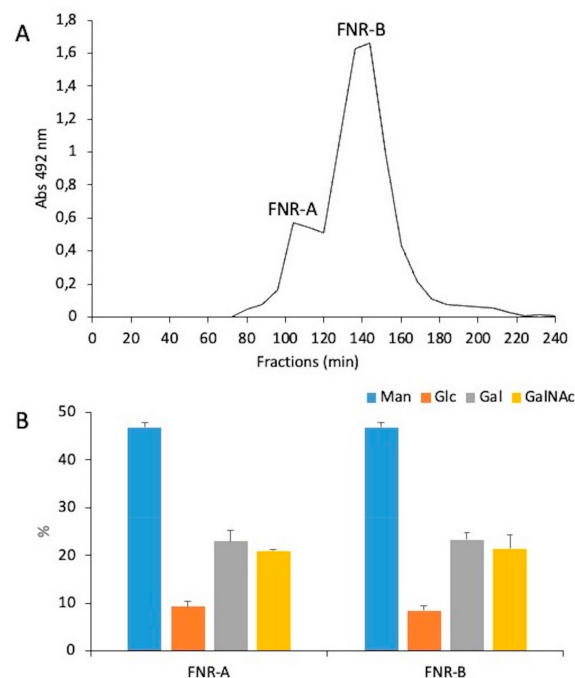 A
FNR-B
FNR-A
1,8
1,6
1,4
1,2
1
0,8
0,6
0,4
0,2
0
Abs 492 nm
0 20 40 60 80 100 120 140 160 180 200 220 240
Fractions (min)
B
Man Glc Gal GalNAc
50
40
30
20
10
0
%
FNR-A FNR-B